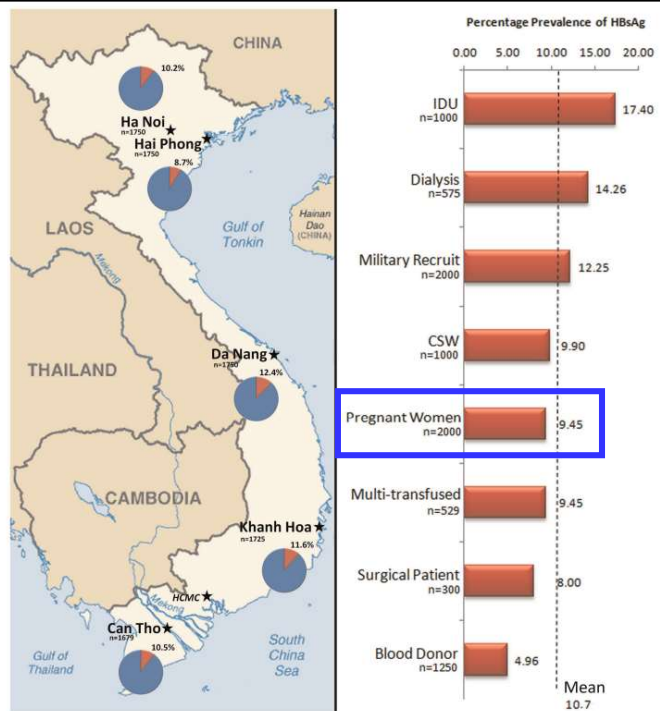 CHINA
10.2%
Ha Noi
n=1750
Hai Phong
n=1750
8.7%
20
Hainan
Dao
(CHINA)
Gulf of
Tonkin
LAOS
Mekong
THAILAND
Da Nang
12.4%
CAMBODIA
Khanh Hoa
n=1725
11.6%
HCMC
Mekong
Can Tho
n=1679
10.5%
Gulf of
Thailand
South
China
Sea
Percentage Prevalence of HBsAg
0.00 5.00 10.00 15.00 20.00
IDU
n=1000
17.40
Dialysis
n=575
14.26
Military Recruit
n=2000
12.25
CSW
n=1000
9.90
Pregnant Women
n=2000
9.45
Multi-transfused
n=529
9.45
Surgical Patient
n=300
8.00
Blood Donor
n=1250
4.96
Mean
10.7